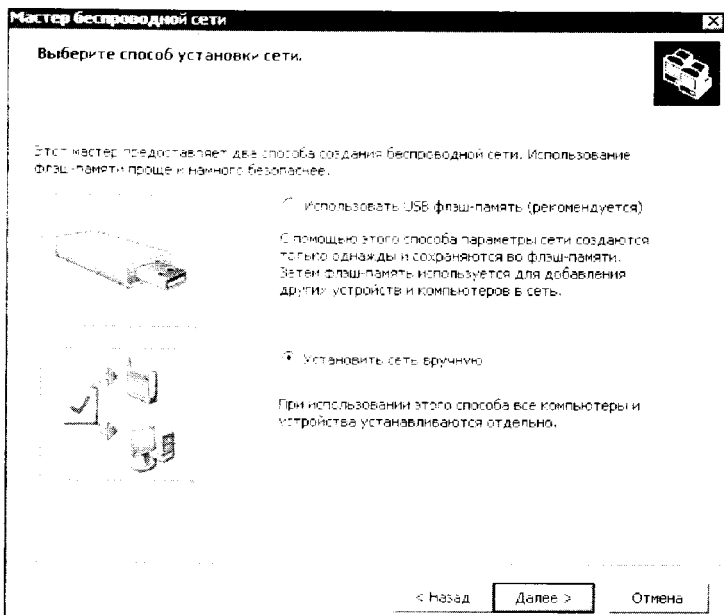 Мастер беспроводной сети
Выберите способ установки сети.
Этот мастер предоставляет два способа создания беспроводной сети. Использование
флэш-памяти проще и намного безопаснее.
Использовать USB флэш-память (рекомендуется)
С помощью этого способа параметры сети создаются
только однажды и сохраняются во флэш-памяти.
Затем флэш-память используется для добавления
других устройств и компьютеров в сеть.
Установить сеть вручную
При использовании этого способа все компьютеры и
устройства устанавливаются отдельно.
< Назад Далее > Отмена